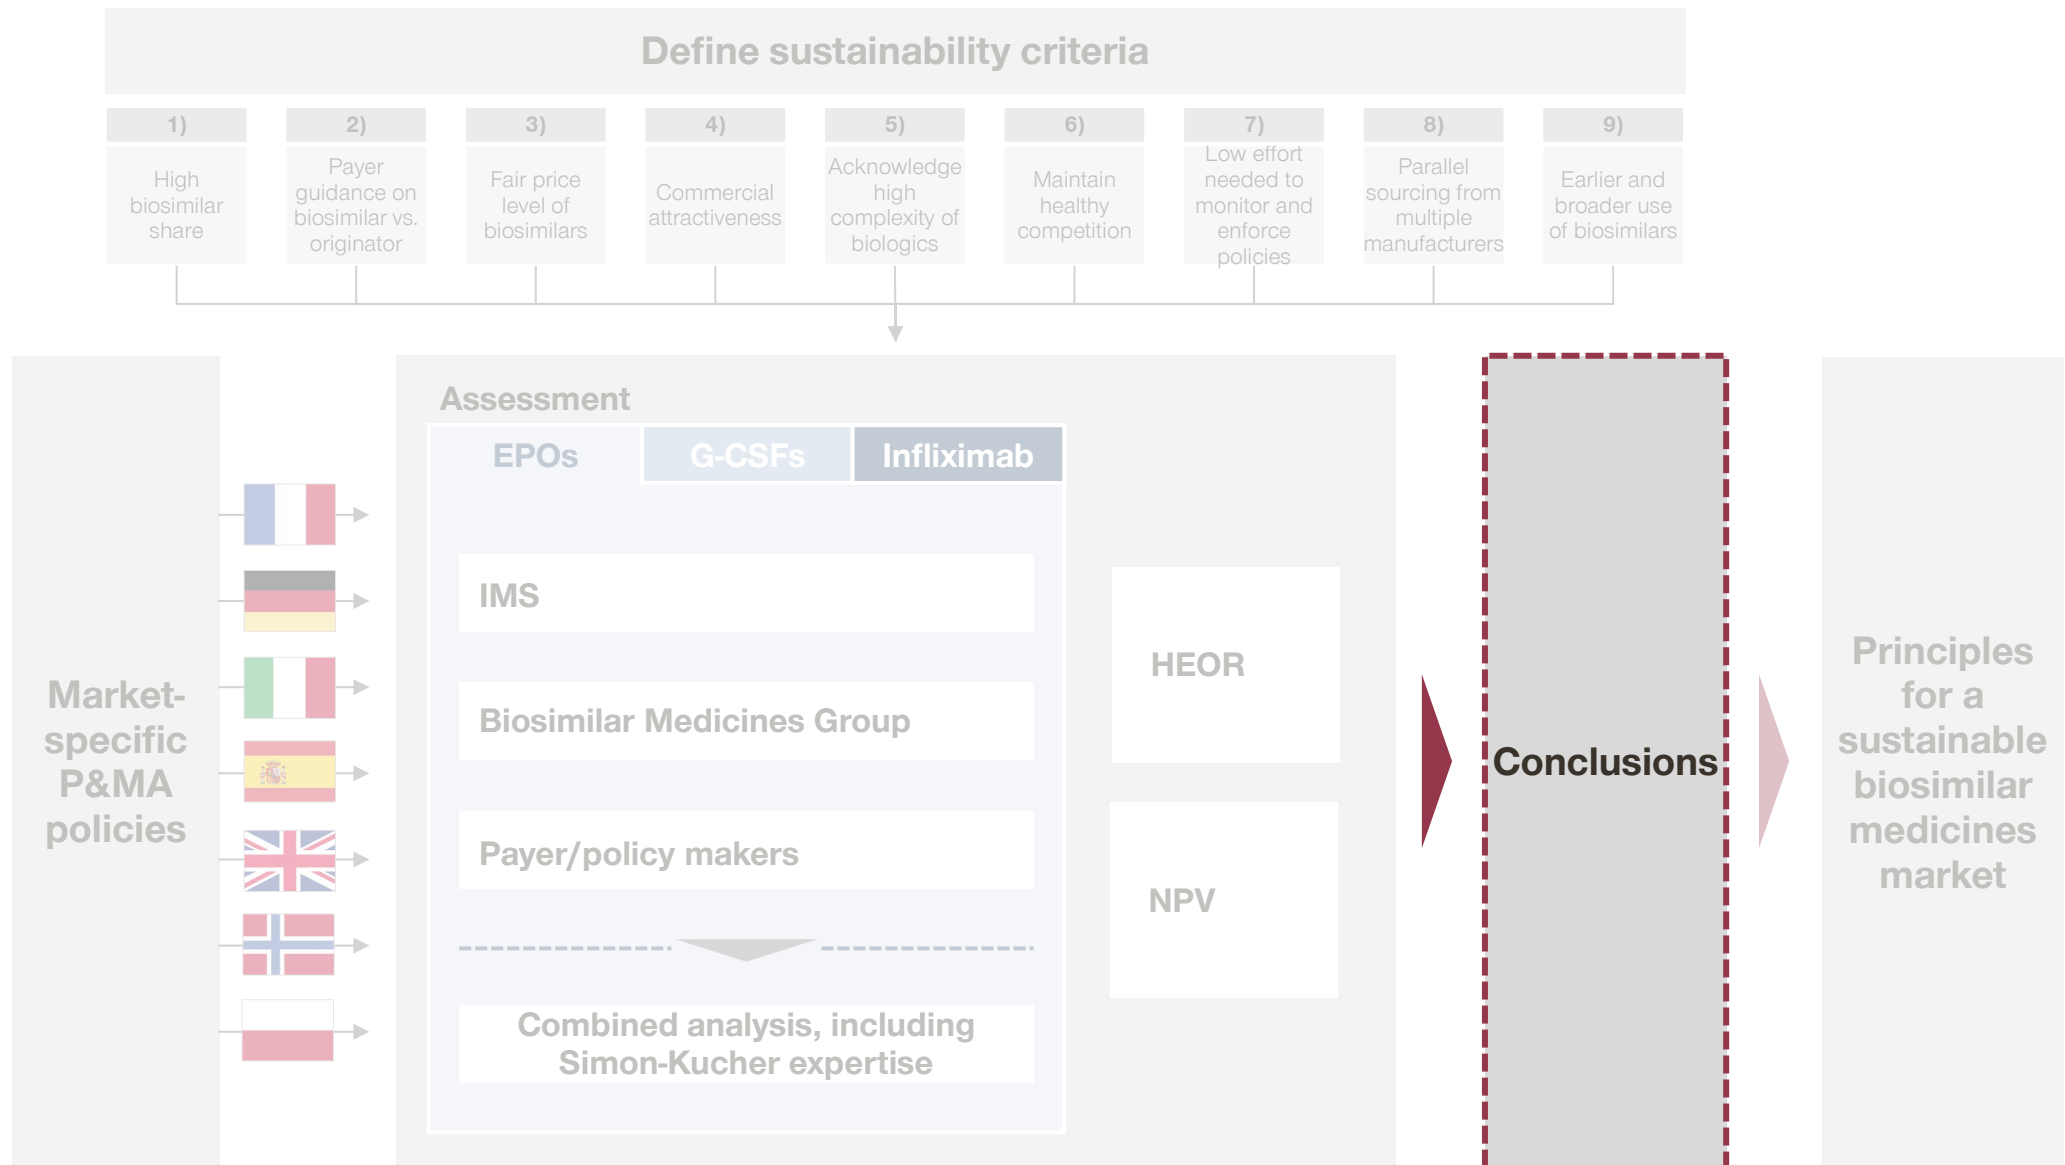 Define sustainability criteria
1)
High
biosimilar
share
2)
Payer
guidance on
biosimilar vs.
originator
3)
Fair price
level of
biosimilars
4)
Commercial
attractiveness
5)
Acknowledge
high
complexity of
biologics
6)
Maintain
healthy
competition
7)
Low effort
needed to
monitor and
enforce
policies
8)
Parallel
sourcing from
multiple
manufacturers
9)
Earlier and
broader use
of biosimilars
Market-
specific
P&MA
policies
Assessment
EPOs
G-CSFs
Infliximab
IMS
Biosimilar Medicines Group
Payer/policy makers
Combined analysis, including
Simon-Kucher expertise
HEOR
NPV
Conclusions
Principles
for a
sustainable
biosimilar
medicines
market